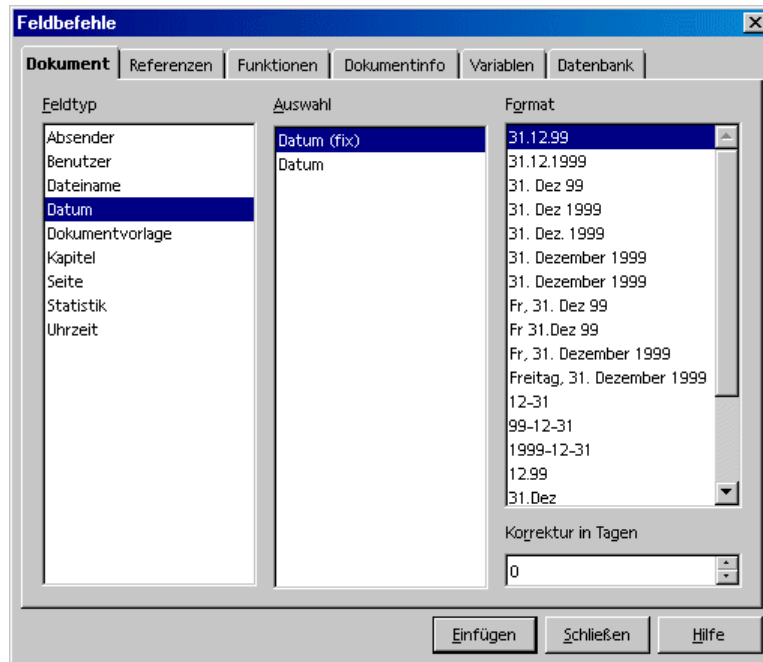 Feldbefehle
Dokument Referenzen Funktionen Dokumentinfo Variablen Datenbank
Feldtyp
Absender
Benutzer
Dateiname
Datum
Dokumentvorlage
Kapitel
Seite
Statistik
Uhrzeit
Auswahl
Datum (fix)
Datum
Format
31.12.99
31.12.1999
31. Dez 99
31. Dez 1999
31. Dez. 1999
31. Dezember 1999
31. Dezember 1999
Fr, 31. Dez 99
Fr 31.Dez 99
Fr, 31. Dezember 1999
Freitag, 31. Dezember 1999
12-31
99-12-31
1999-12-31
12.99
31.Dez
Korrektur in Tagen
0
Einfügen Schließen Hilfe